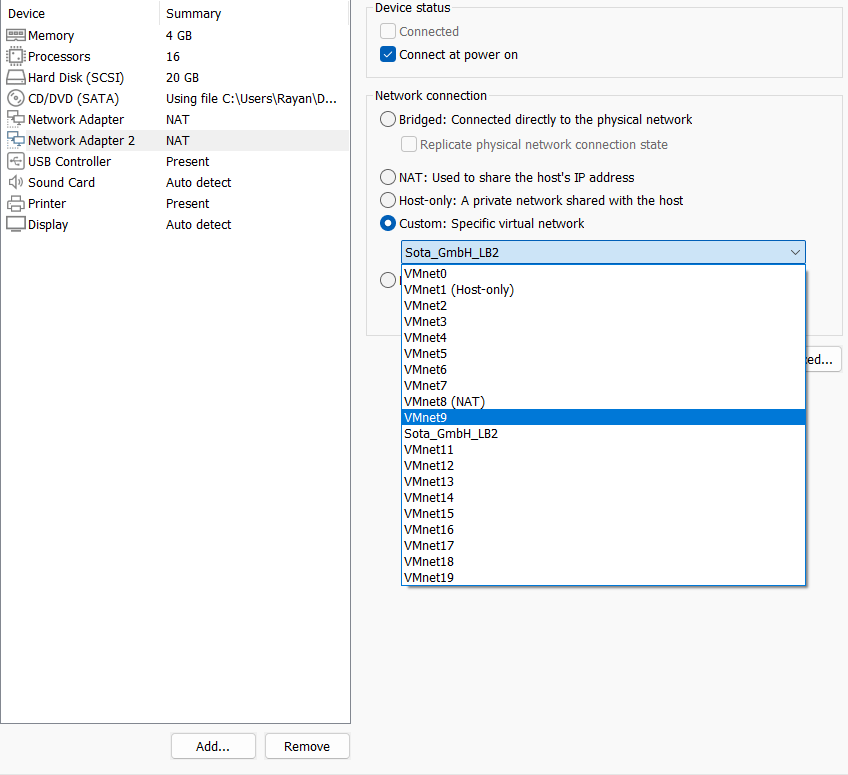 Device Summary
Memory 4 GB
Processors 16
Hard Disk (SCSI) 20 GB
CD/DVD (SATA) Using file C:\Users\Rayan\D...
Network Adapter NAT
Network Adapter 2 NAT
USB Controller Present
Sound Card Auto detect
Printer Present
Display Auto detect
Add... Remove
Device status
Connected
Connect at power on
Network connection
Bridged: Connected directly to the physical network
Replicate physical network connection state
NAT: Used to share the host's IP address
Host-only: A private network shared with the host
Custom: Specific virtual network
Sota_GmbH_LB2
VMnet0
VMnet1 (Host-only)
VMnet2
VMnet3
VMnet4
VMnet5
VMnet6
VMnet7
VMnet8 (NAT)
VMnet9
Sota_GmbH_LB2
VMnet11
VMnet12
VMnet13
VMnet14
VMnet15
VMnet16
VMnet17
VMnet18
VMnet19